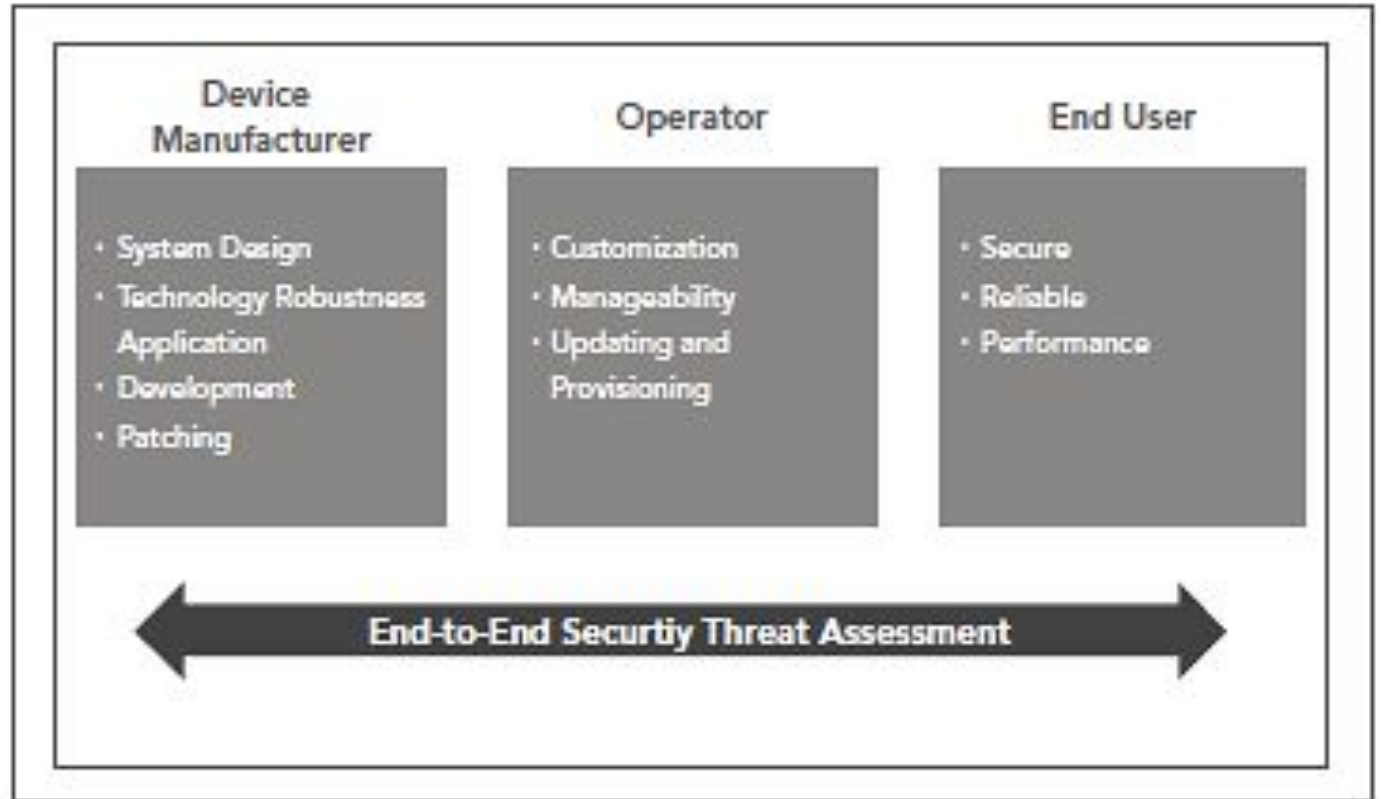 Device
Manufacturer
· System Design
· Technology Robustness
Application
· Development
· Patching
Operator
· Customization
· Manageability
· Updating and
Provisioning
End User
· Secure
· Reliable
· Performance
End-to-End Securtiy Threat Assessment